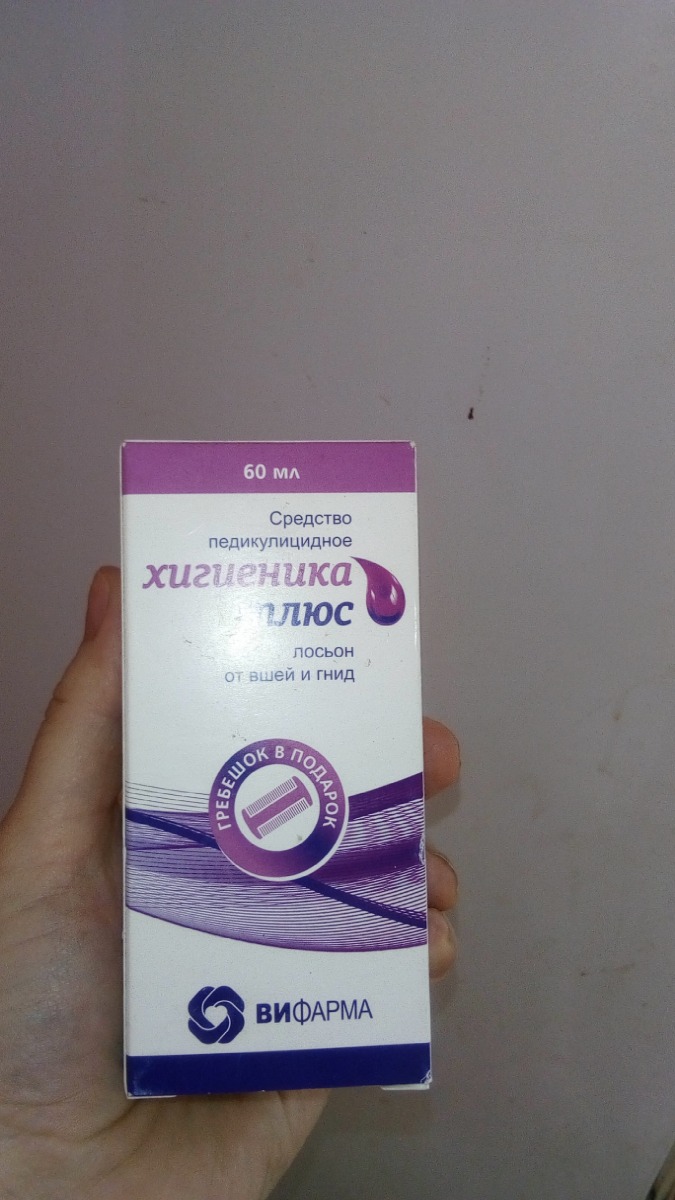 60 мл
Средство
педикулицидное
хигиеника
плюс
лосьон
от вшей и гнид
ГРЕБЕШОК В ПОДАРОК
ВИФАРМА